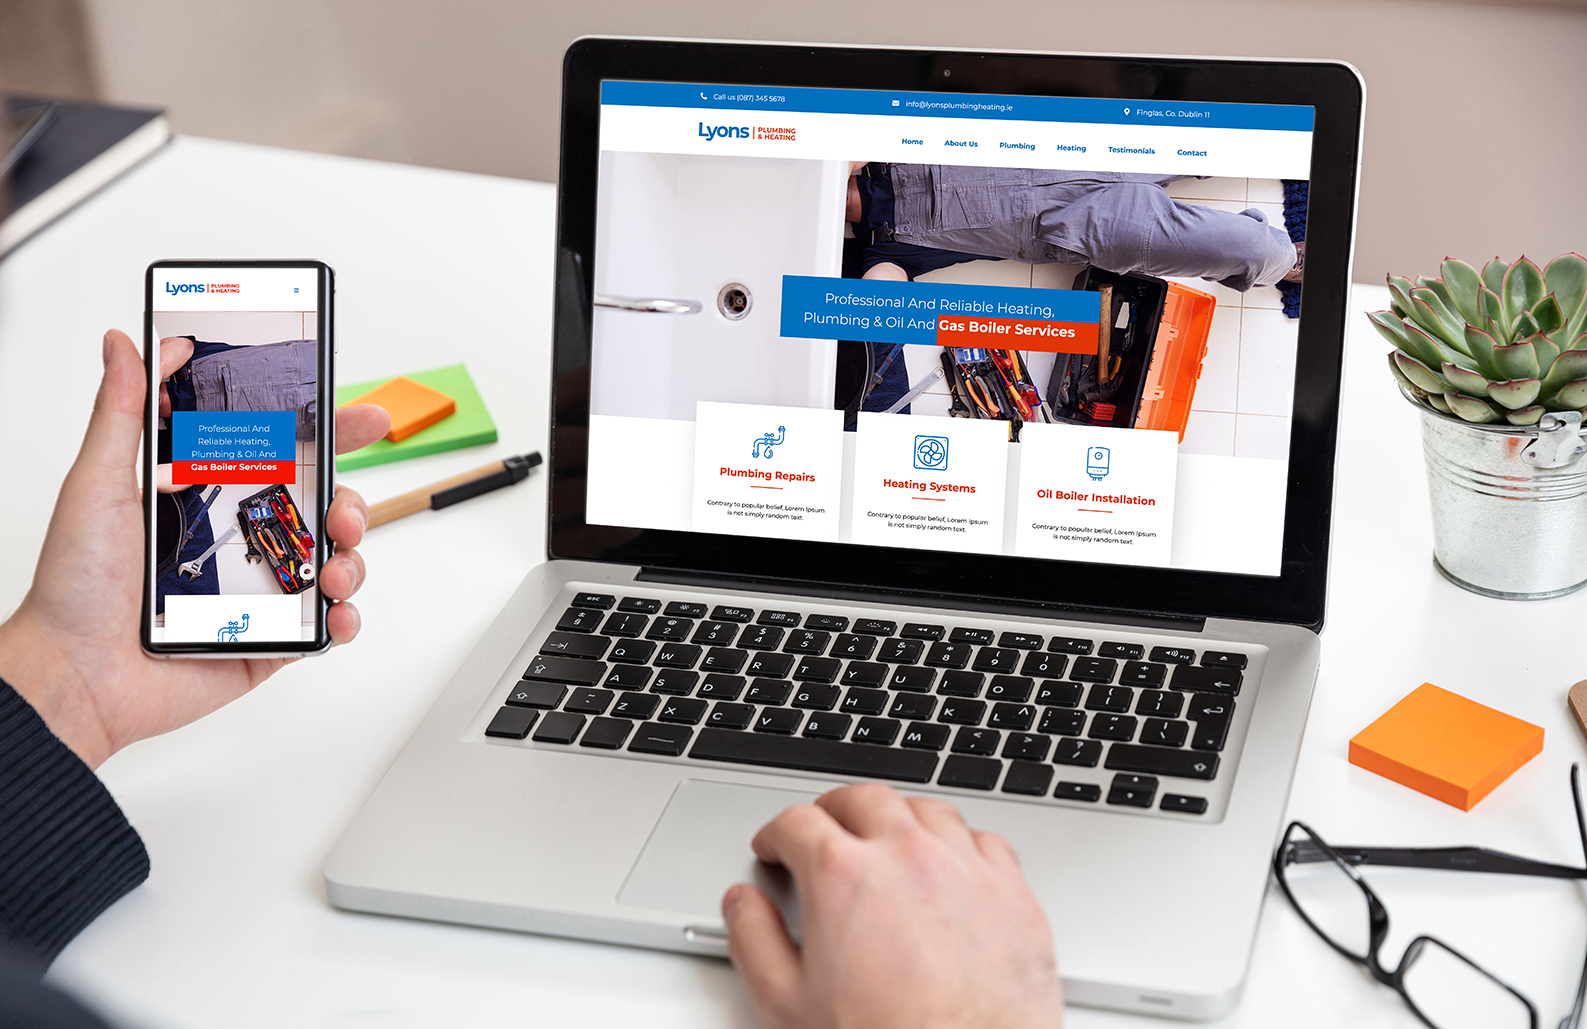 Call us (087) 345 5678
info@lyonsplumbingheating.ie
Finglas, Co. Dublin 11
Lyons
PLUMBING
& HEATING
Home
About Us
Plumbing
Heating
Testimonials
Contact
Professional And Reliable Heating,
Plumbing & Oil And Gas Boiler Services
Plumbing Repairs
Contrary to popular belief, Lorem Ipsum
is not simply random text.
Heating Systems
Contrary to popular belief, Lorem Ipsum
is not simply random text.
Oil Boiler Installation
Contrary to popular belief, Lorem Ipsum
is not simply random text.
Lyons
PLUMBING
& HEATING
Professional And
Reliable Heating,
Plumbing & Oil And
Gas Boiler Services
esc
Q W E R T Y U I O P
A S D F G H J K L
Z X C V B N M